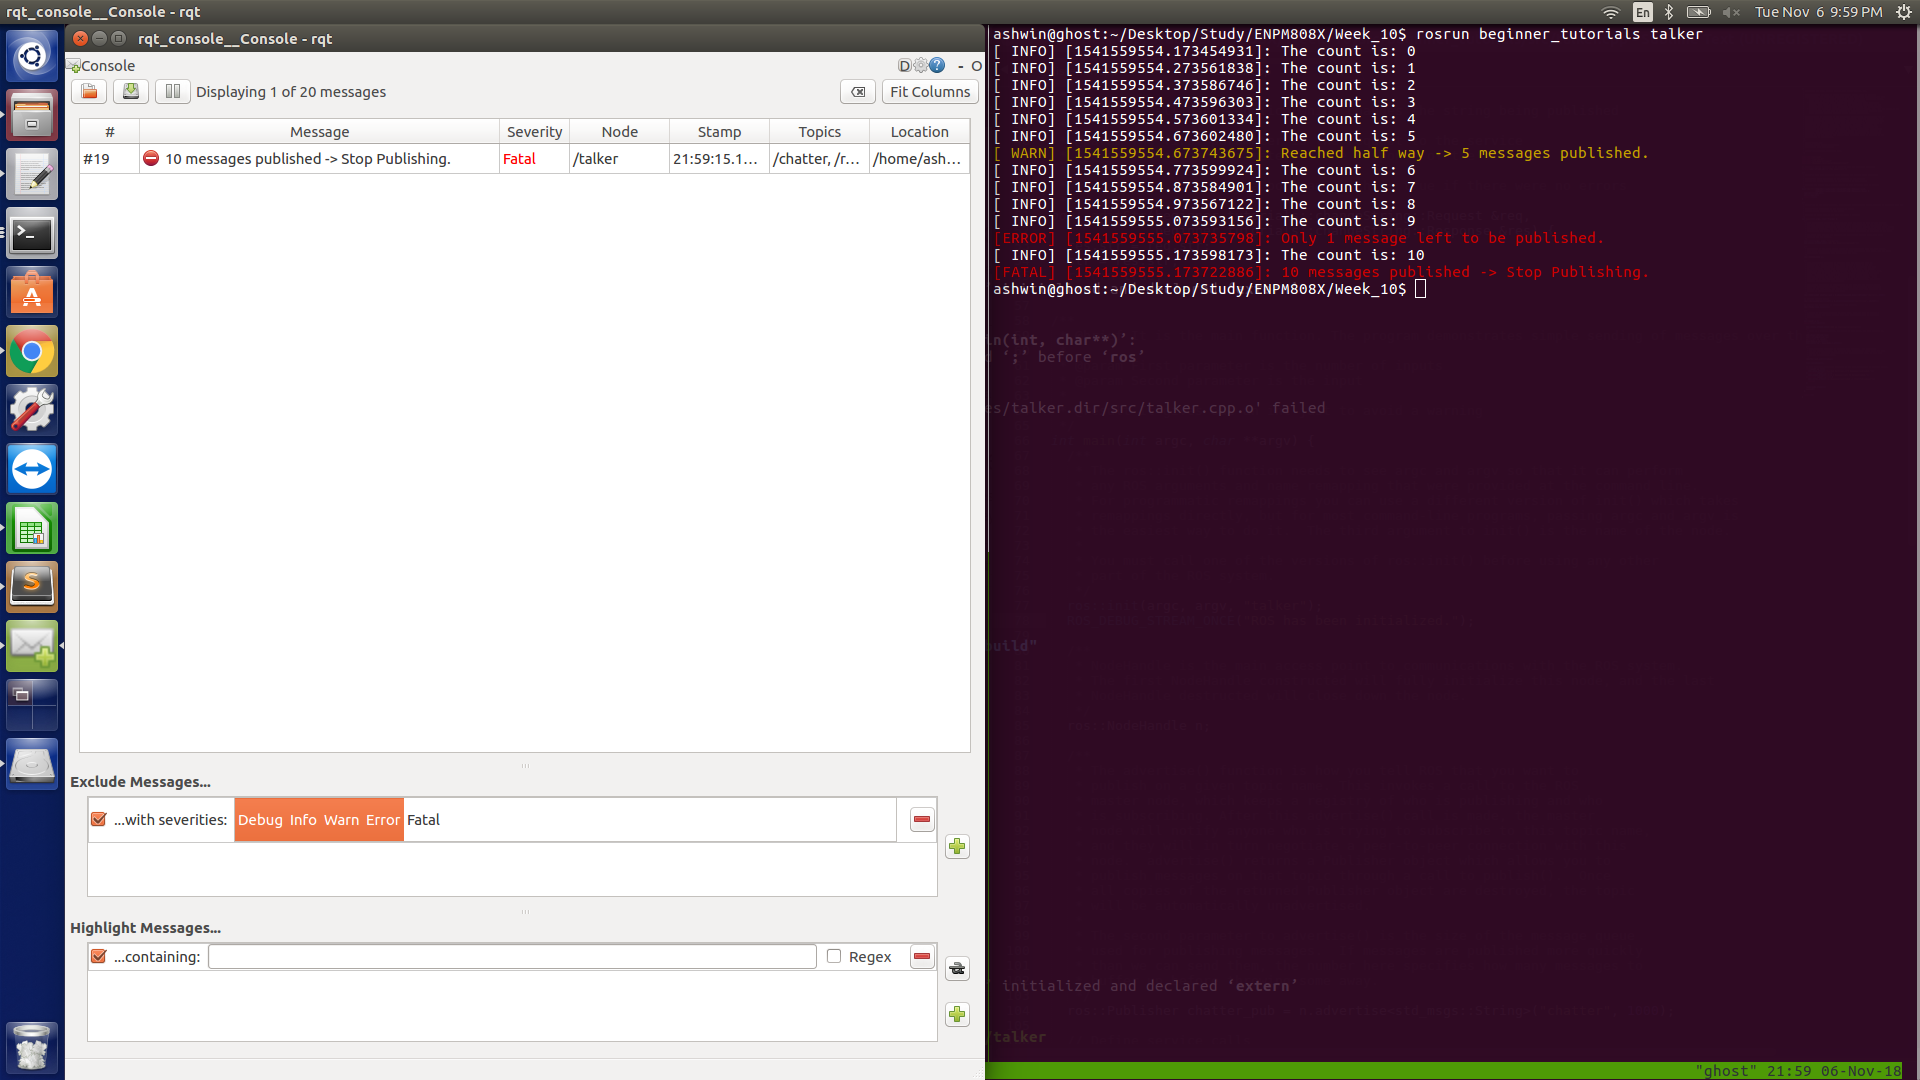 rqt_console__Console - rqt
En
Tue Nov 6 9:59 PM
rqt_console__Console - rqt
Console
D
- O
Displaying 1 of 20 messages
Fit Columns
# Message Severity Node Stamp Topics Location
#19 10 messages published -> Stop Publishing. Fatal /talker 21:59:15.1... /chatter, /r... /home/ash...
Exclude Messages...
...with severities: Debug Info Warn Error Fatal
Highlight Messages...
...containing: Regex
ashwin@ghost:~/Desktop/Study/ENPM808X/Week_10$ rosrun beginner_tutorials talker
[ INFO] [1541559554.173454931]: The count is: 0
[ INFO] [1541559554.273561838]: The count is: 1
[ INFO] [1541559554.373586746]: The count is: 2
[ INFO] [1541559554.473596303]: The count is: 3
[ INFO] [1541559554.573601334]: The count is: 4
[ INFO] [1541559554.673602480]: The count is: 5
[ WARN] [1541559554.673743675]: Reached half way -> 5 messages published.
[ INFO] [1541559554.773599924]: The count is: 6
[ INFO] [1541559554.873584901]: The count is: 7
[ INFO] [1541559554.973567122]: The count is: 8
[ INFO] [1541559555.073593156]: The count is: 9
[ERROR] [1541559555.073735798]: Only 1 message left to be published.
[ INFO] [1541559555.173598173]: The count is: 10
[FATAL] [1541559555.173722886]: 10 messages published -> Stop Publishing.
ashwin@ghost:~/Desktop/Study/ENPM808X/Week_10$
in(int, char**)’:
‘;’ before ‘ros’
es/talker.dir/src/talker.cpp.o' failed
build"
initialized and declared ‘extern’
/talker
"ghost" 21:59 06-Nov-18